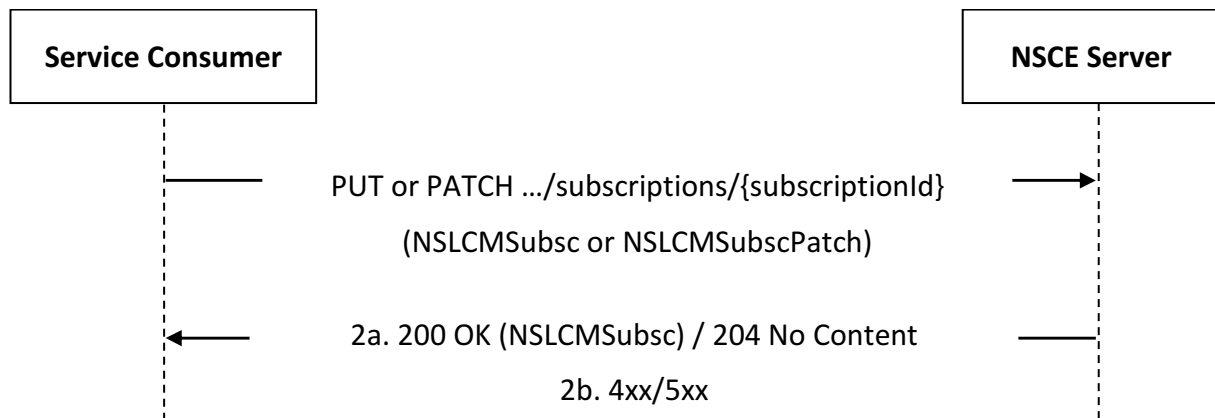 Service Consumer
NSCE Server
PUT or PATCH …/subscriptions/{subscriptionId}
(NSLCMSubsc or NSLCMSubscPatch)
2a. 200 OK (NSLCMSubsc) / 204 No Content
2b. 4xx/5xx